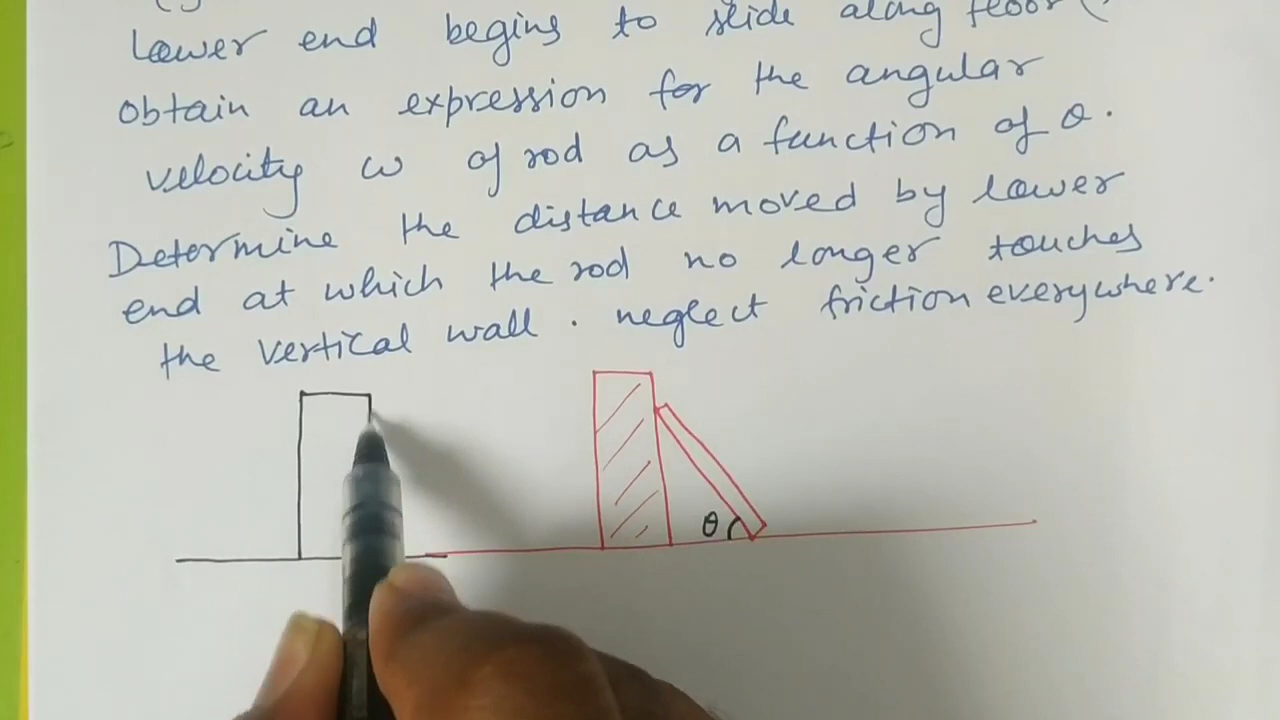 lower end begins to slide along floor (
obtain an expression for the angular
velocity ω of rod as a function of θ.
Determine the distance moved by lower
end at which the rod no longer touches
the vertical wall. neglect friction everywhere.
θ